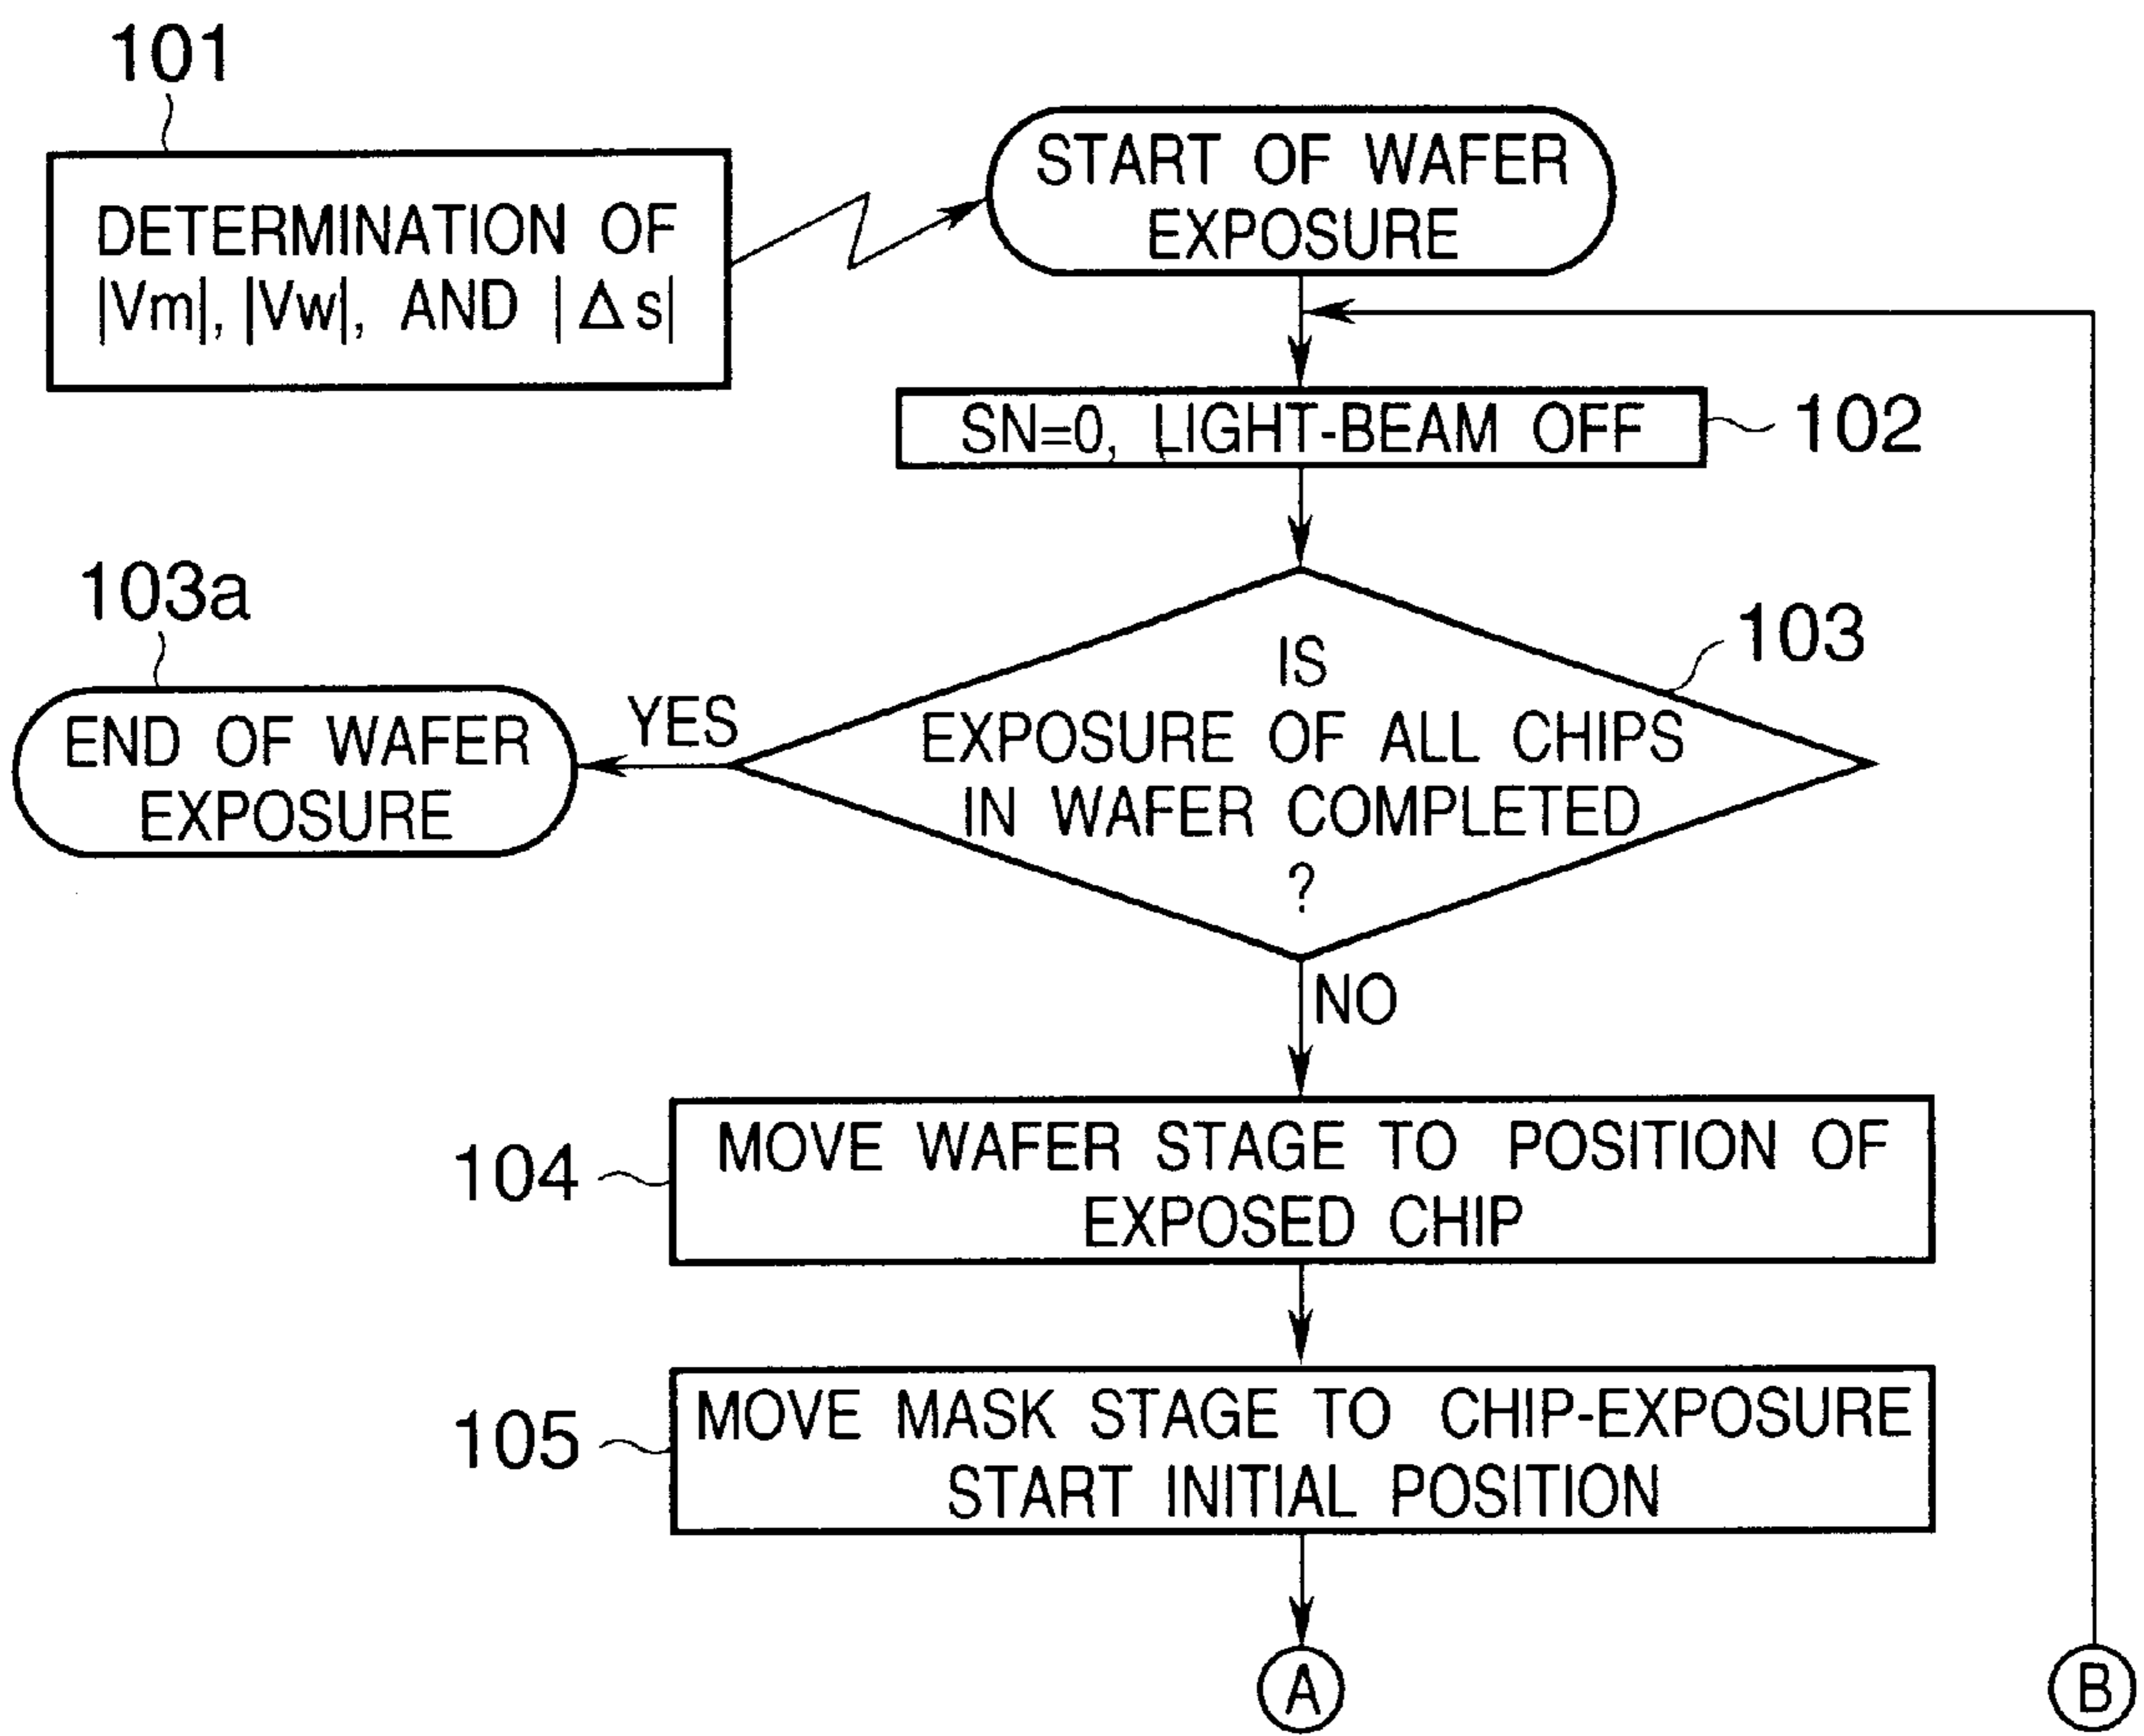 101
DETERMINATION OF
|Vm|, |Vw|, AND |Δs|
START OF WAFER
EXPOSURE
SN=0, LIGHT-BEAM OFF
102
103a
END OF WAFER
EXPOSURE
YES
103
IS
EXPOSURE OF ALL CHIPS
IN WAFER COMPLETED
?
NO
104
MOVE WAFER STAGE TO POSITION OF
EXPOSED CHIP
105
MOVE MASK STAGE TO CHIP-EXPOSURE
START INITIAL POSITION
A
B